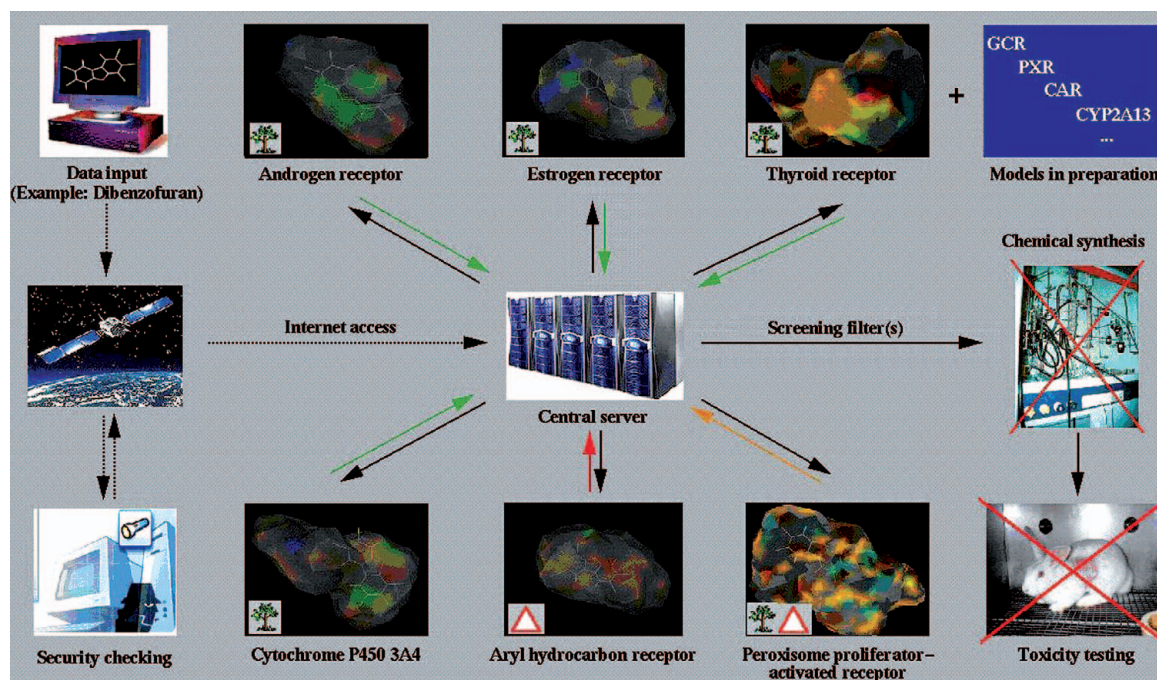 GCR
PXR
CAR
CYP2A13
...
+
Data input
(Example: Dibenzofuran)
Androgen receptor
Estrogen receptor
Thyroid receptor
Models in preparation
Chemical synthesis
Internet access
Screening filter(s)
Central server
Security checking
Cytochrome P450 3A4
Aryl hydrocarbon receptor
Peroxisome proliferator–
activated receptor
Toxicity testing